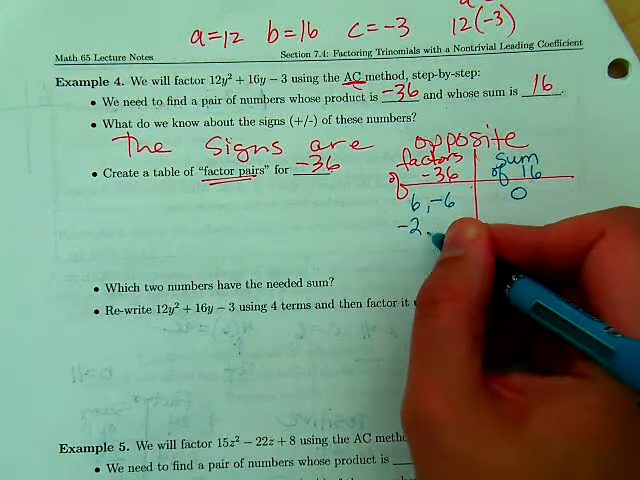 a=12 b=16 c=-3 12(-3)
Math 65 Lecture Notes Section 7.4: Factoring Trinomials with a Nontrivial Leading Coefficient
Example 4. We will factor 12y² + 16y − 3 using the AC method, step-by-step:
• We need to find a pair of numbers whose product is -36 and whose sum is 16.
• What do we know about the signs (+/-) of these numbers?
The signs are opposite
• Create a table of "factor pairs" for -36
factors of -36 | sum of 16
6, -6 | 0
-2,
• Which two numbers have the needed sum?
• Re-write 12y² + 16y − 3 using 4 terms and then factor it
Example 5. We will factor 15z² − 22z + 8 using the AC
• We need to find a pair of numbers whose product is